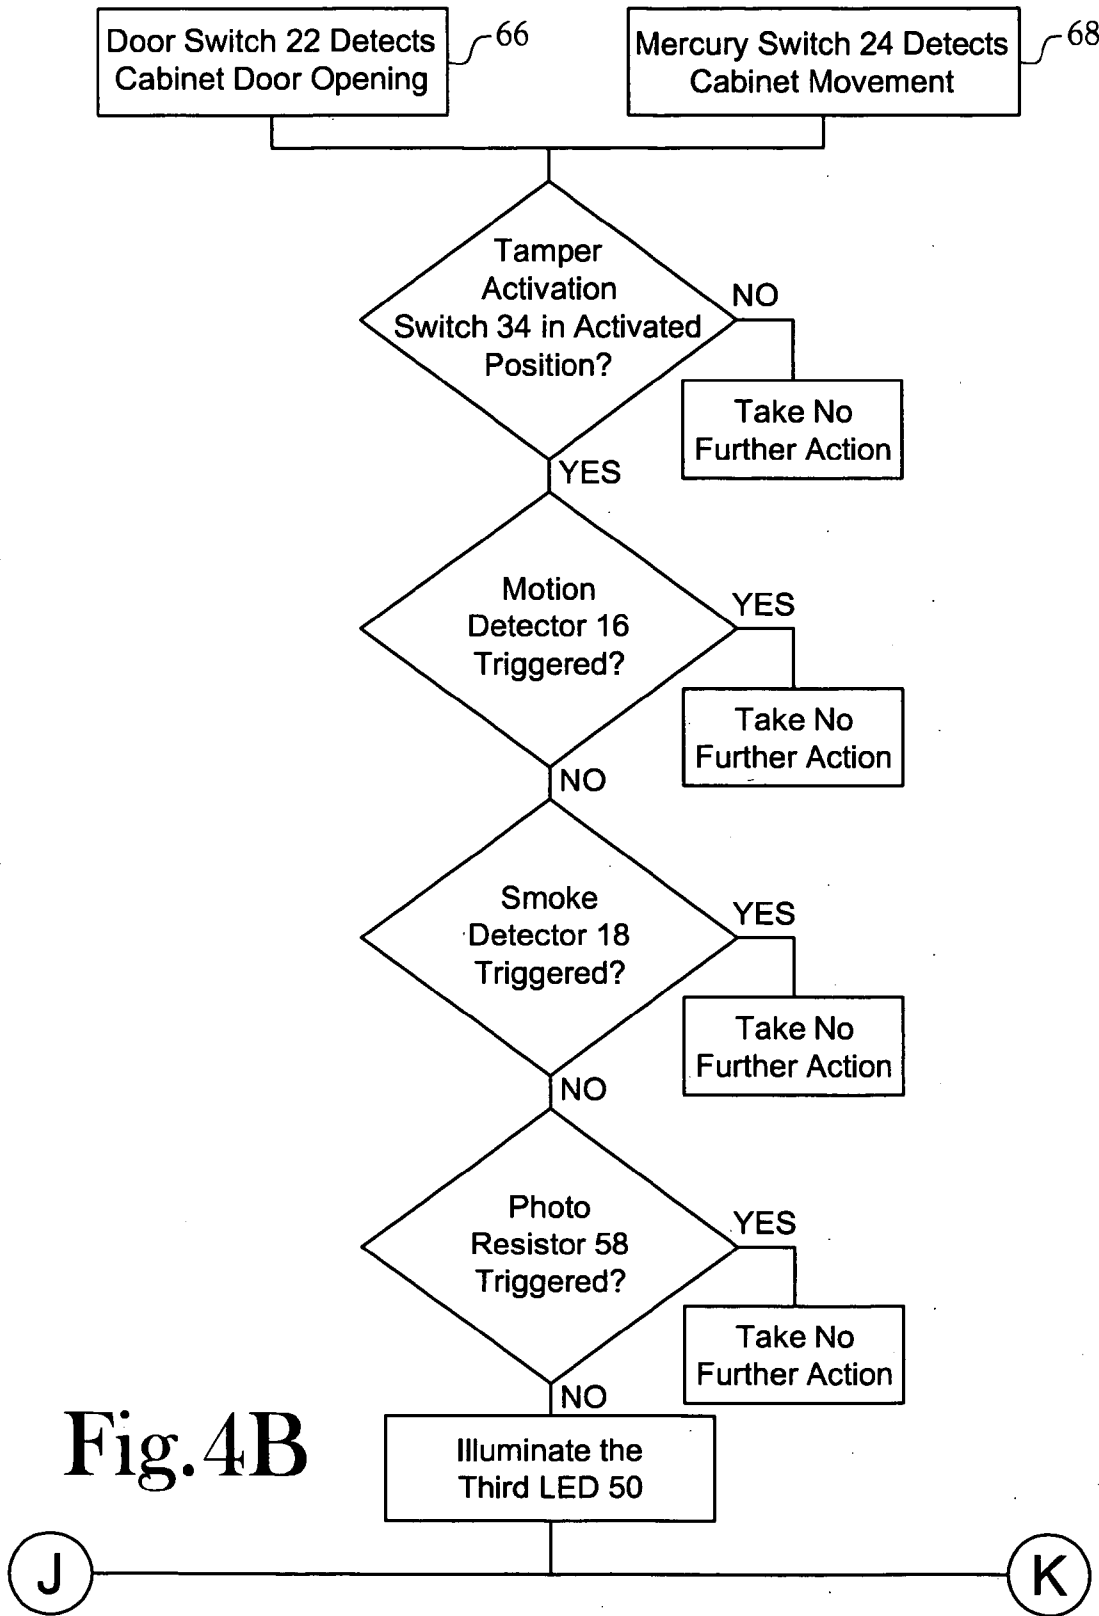 Door Switch 22 Detects
Cabinet Door Opening
66
Mercury Switch 24 Detects
Cabinet Movement
68
Tamper
Activation
Switch 34 in Activated
Position?
NO
Take No
Further Action
YES
Motion
Detector 16
Triggered?
YES
Take No
Further Action
NO
Smoke
Detector 18
Triggered?
YES
Take No
Further Action
NO
Photo
Resistor 58
Triggered?
YES
Take No
Further Action
NO
Illuminate the
Third LED 50
Fig.4B
J
K